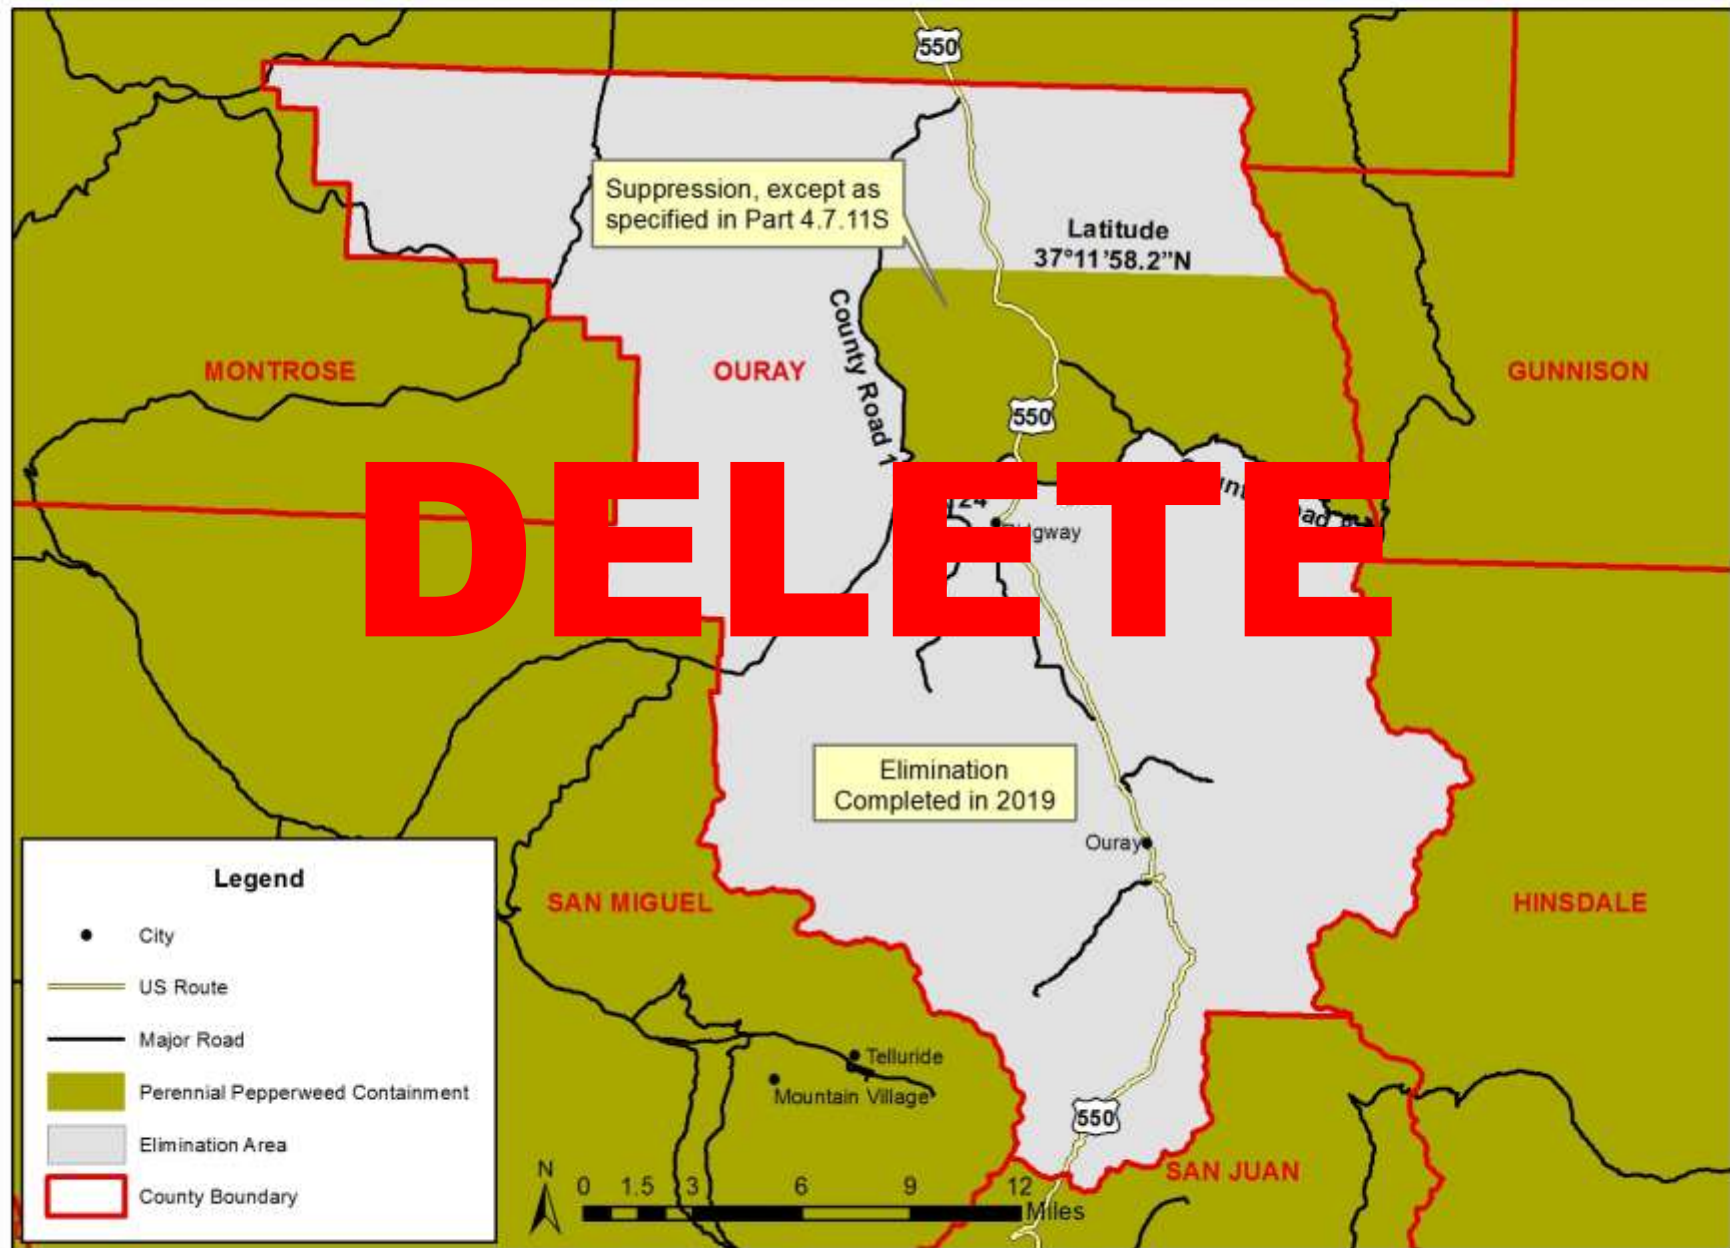 550
Suppression, except as
specified in Part 4.7.11S
Latitude
37°11'58.2"N
County Road 1
MONTROSE
OURAY
GUNNISON
550
DELETE
24
Ouray
Elimination
Completed in 2019
SAN MIGUEL
HINSDALE
Telluride
Mountain Village
550
SAN JUAN
Legend
City
US Route
Major Road
Perennial Pepperweed Containment
Elimination Area
County Boundary
N
0 1.5 3 6 9 12
Miles